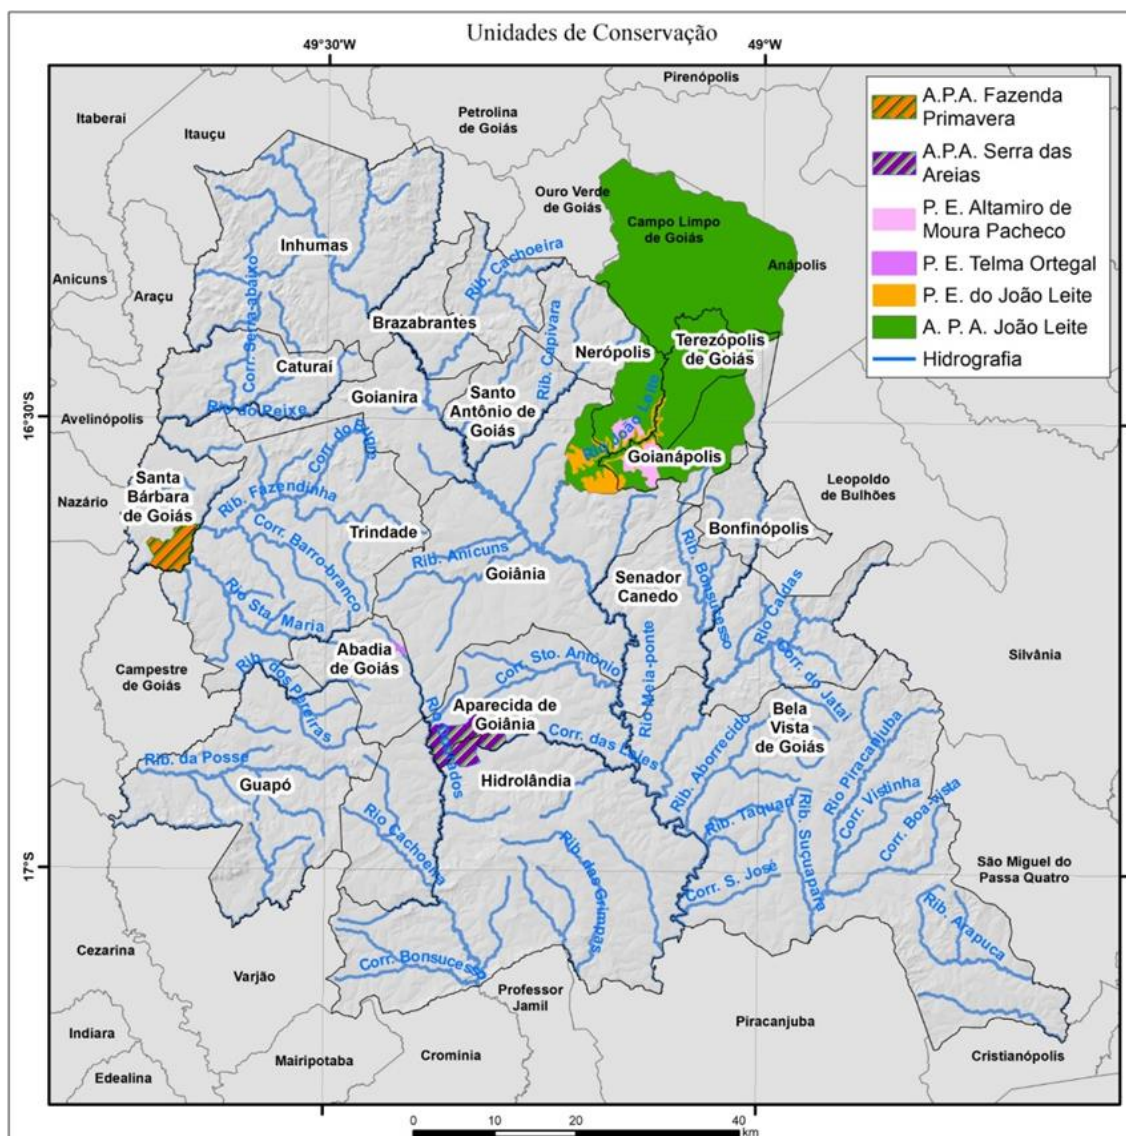 Unidades de Conservação
49°30'W
49°W
Pirenópolis
Itaberai
Itauçu
Petrolina
de Goiás
A.P.A. Fazenda
Primavera
A.P.A. Serra das
Areias
P. E. Altamiro de
Moura Pacheco
P. E. Telma Ortegal
P. E. do João Leite
A. P. A. João Leite
Hidrografia
Ouro Verde
de Goiás
Campo Limpo
de Goiás
Anápolis
Inhumas
Anicuns
Araçu
Corr. Serra-abaixo
Rib. Cachoeira
Brazabrantes
Rib. Capivara
Nerópolis
Terezópolis
de Goiás
Caturaí
Goianira
Santo
Antônio de
Goiás
Rio do Peixe
Avelinópolis
16°30'S
Rib. João Leite
Goianápolis
Santa
Bárbara
de Goiás
Nazário
Rib. Fazendinha
Corr. Barro-branco
Trindade
Leopoldo
de Bulhões
Bonfinópolis
Rib. Anicuns
Goiânia
Senador
Canedo
Rib. Bonsucesso
Rio Caldas
Rio Sta. Maria
Abadia
de Goiás
Campestre
de Goiás
Rib. dos Pereiras
Corr. Sto. Antônio
Rio Meia-ponte
Corr. do Jataí
Silvânia
Aparecida de
Goiânia
Bela
Vista
de Goiás
Rib. da Posse
Guapó
Corr. das Lajes
Hidrolândia
Rib. Aborrecido
Rio Piracanjuba
Corr. Vistinha
Corr. Boa-vista
Rio Cachoeira
Rib. Taquari
Rib. Suçuapara
17°S
Rib. das Grimpas
Corr. S. José
São Miguel do
Passa Quatro
Rib. Arapuca
Cezarina
Varjão
Corr. Bonsucesso
Professor
Jamil
Piracanjuba
Indiara
Edealina
Mairipotaba
Cromínia
Cristianópolis
0 10 20 40
km